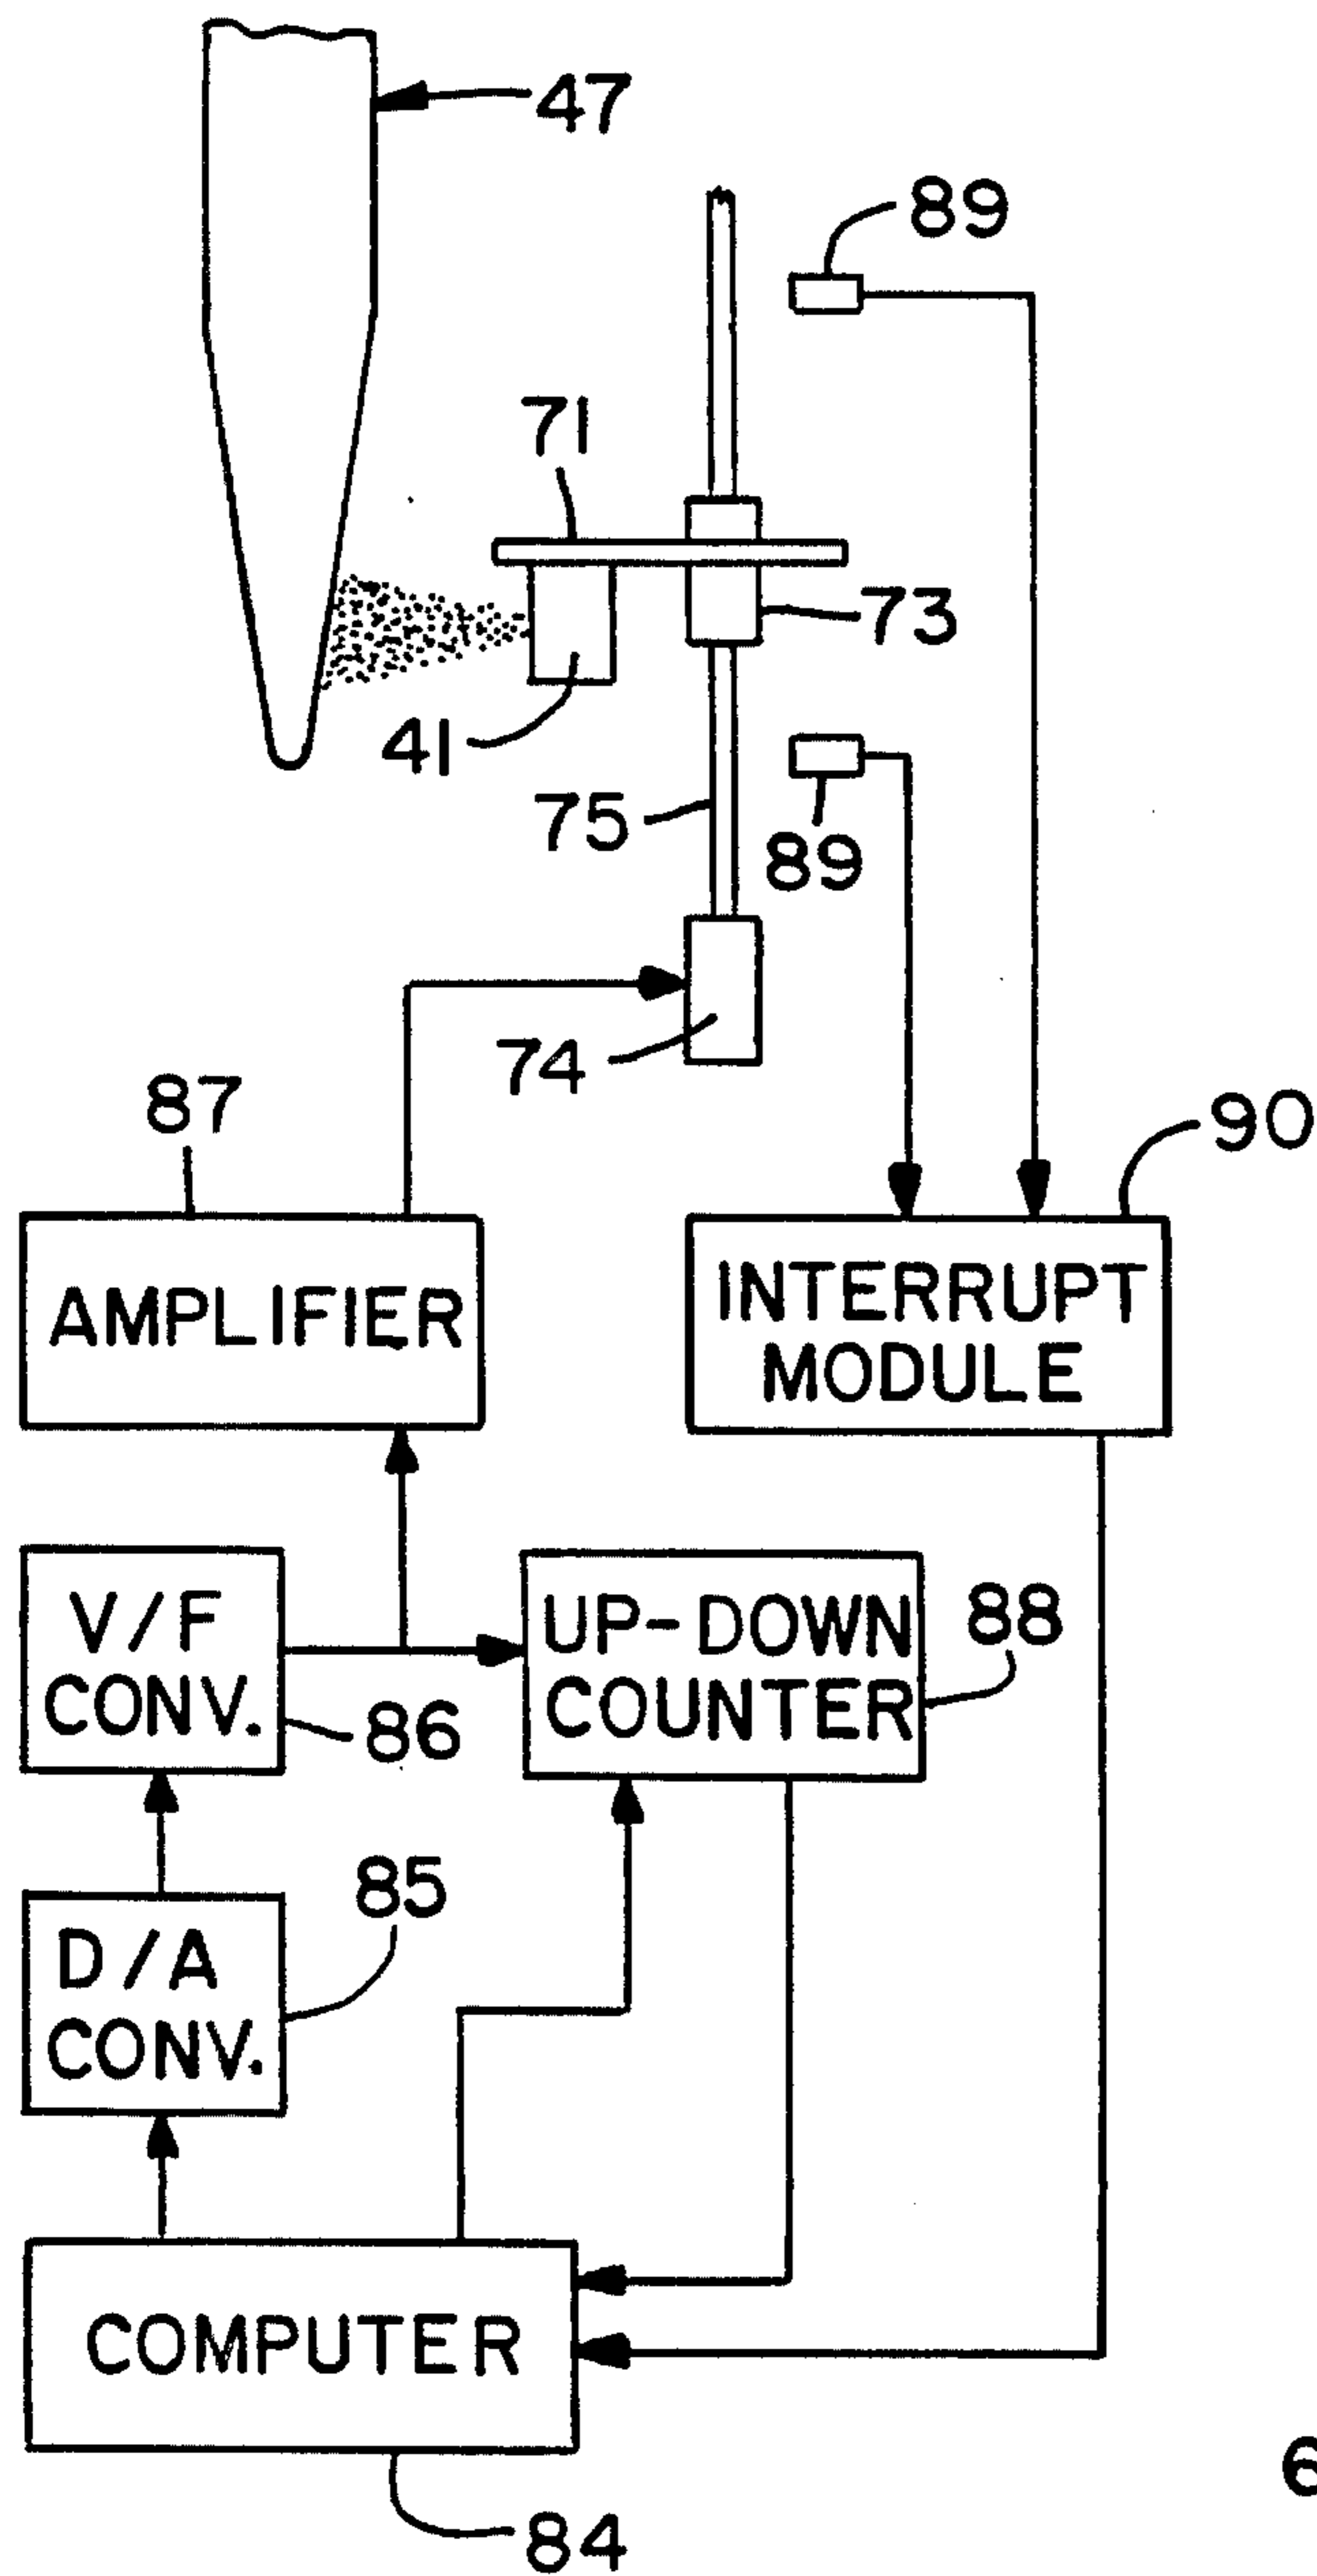 47
89
71
73
41
75
89
74
87
90
AMPLIFIER
INTERRUPT
MODULE
V/F
CONV.
86
UP-DOWN
COUNTER
88
85
D/A
CONV.
COMPUTER
84
6